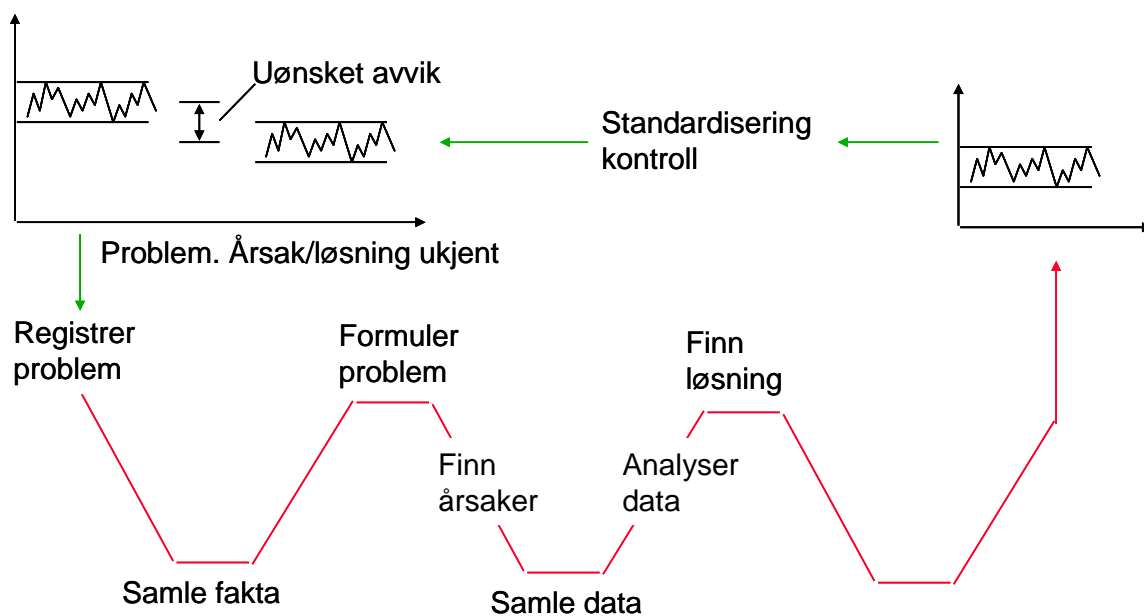 Uønsket avvik
Standardisering
kontroll
Problem. Årsak/løsning ukjent
Registrer
problem
Formuler
problem
Finn
løsning
Finn
årsaker
Analyser
data
Samle fakta
Samle data